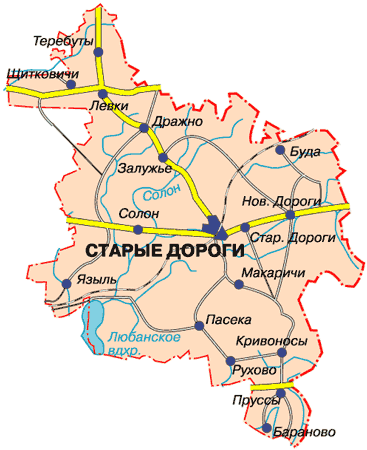 Теребуты
Щитковичи
Левки
Дражно
Залужье
Буда
Солон
Нов. Дороги
Солон
Стар. Дороги
СТАРЫЕ ДОРОГИ
Языль
Макаричи
Пасека
Любанское
вдхр.
Кривоносы
Рухово
Пруссы
Бараново